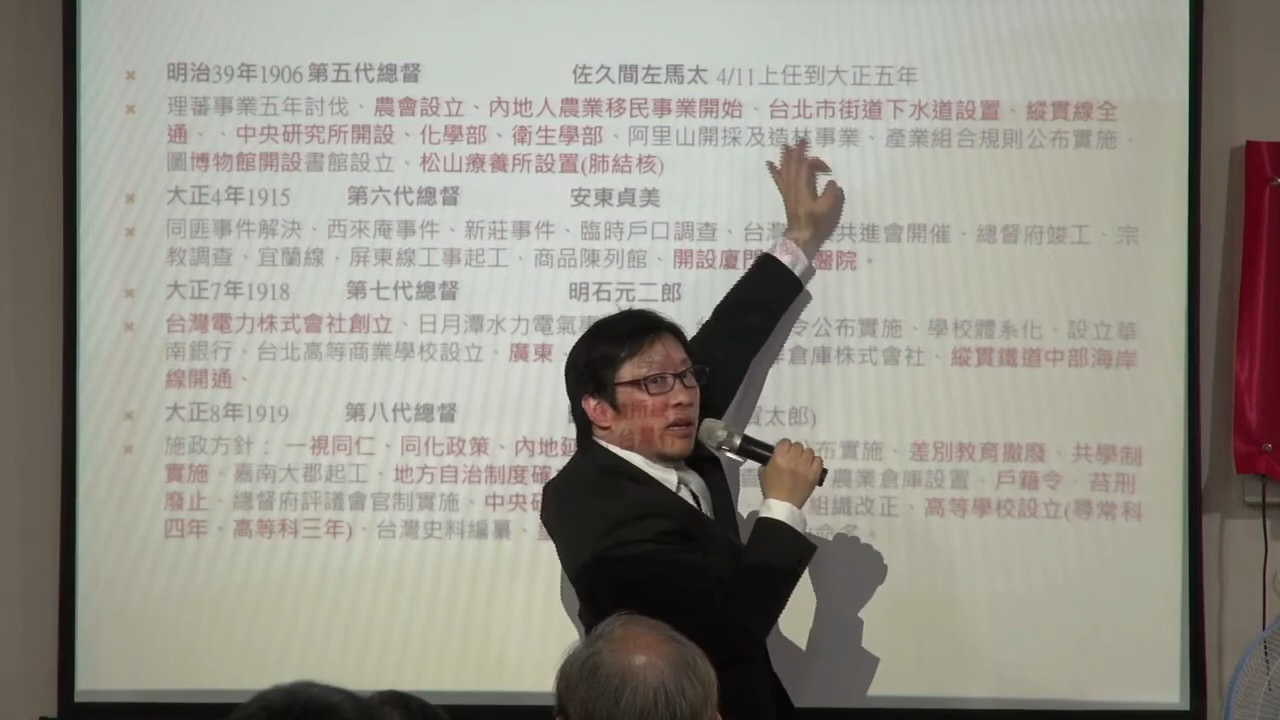 明治39年1906 第五代總督 佐久間左馬太 4/11上任到大正五年
理蕃事業五年討伐、農會設立、內地人農業移民事業開始、台北市街道下水道設置、縱貫線全
通、、中央研究所開設、化學部、衛生學部、阿里山開採及造林事業、產業組合規則公布實施、
圖博物館開設書館設立、松山療養所設置(肺結核)
大正4年1915 第六代總督 安東貞美
同匪事件解決、西來庵事件、新莊事件、臨時戶口調查、台灣 共進會開催、總督府竣工、宗
教調查、宜蘭線，屏東線工事起工、商品陳列館、開設廈門 醫院。
大正7年1918 第七代總督 明石元二郎
台灣電力株式會社創立、日月潭水力電氣事 令公布實施、學校體系化、設立華
南銀行、台北高等商業學校設立、廣東、 倉庫株式會社、縱貫鐵道中部海岸
線開通、
大正8年1919 第八代總督 太郎)
施政方針： 一視同仁、同化政策、內地延 布實施、差別教育撤廢、共學制
實施、嘉南大郡起工、地方自治制度確 農業倉庫設置、戶籍令、笞刑
廢止、總督府評議會官制實施、中央研 組織改正、高等學校設立(尋常科
四年、高等科三年)、台灣史料編纂、